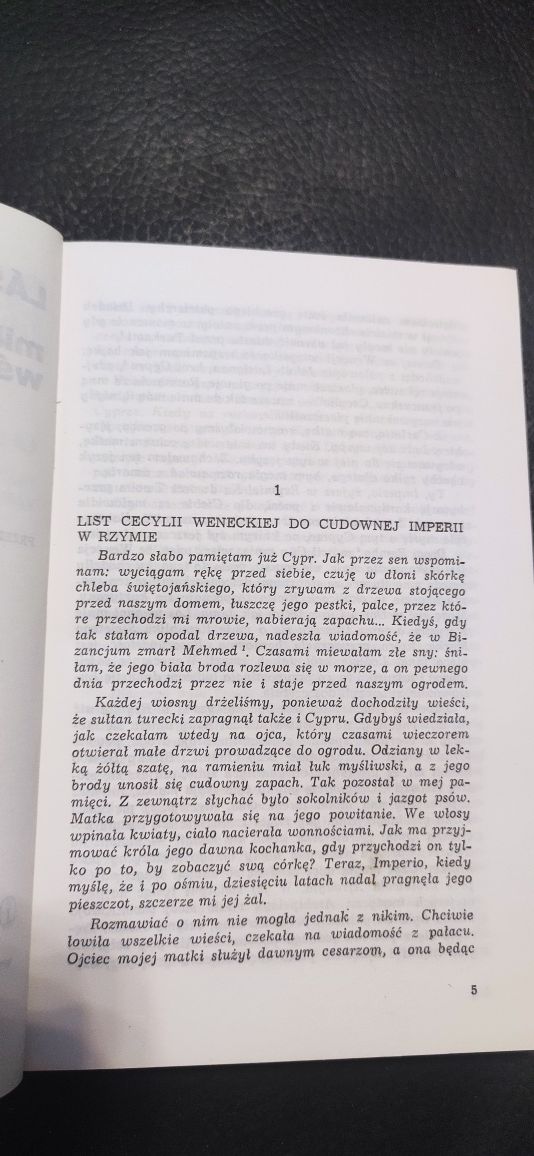 1
LIST CECYLII WENECKIEJ DO CUDOWNEJ IMPERII
W RZYMIE
Bardzo słabo pamiętam już Cypr. Jak przez sen wspomi-
nam: wyciągam rękę przed siebie, czuję w dłoni skórkę
chleba świętojańskiego, który zrywam z drzewa stojącego
przed naszym domem, łuszczę jego pestki, palce, przez któ-
re przechodzi mi mrowie, nabierają zapachu... Kiedyś, gdy
tak stałam opodal drzewa, nadeszła wiadomość, że w Bi-
zancjum zmarł Mehmed ¹. Czasami miewałam złe sny: śni-
łam, że jego biała broda rozlewa się w morze, a on pewnego
dnia przechodzi przez nie i staje przed naszym ogrodem.
Każdej wiosny drżeliśmy, ponieważ dochodziły wieści,
że sułtan turecki zapragnął także i Cypru. Gdybyś wiedziała,
jak czekałam wtedy na ojca, który czasami wieczorem
otwierał małe drzwi prowadzące do ogrodu. Odziany w lek-
ką żółtą szatę, na ramieniu miał łuk myśliwski, a z jego
brody unosił się cudowny zapach. Tak pozostał w mej pa-
mięci. Z zewnątrz słychać było sokolników i jazgot psów.
Matka przygotowywała się na jego powitanie. We włosy
wpinała kwiaty, ciało nacierała wonnościami. Jak ma przyj-
mować króla jego dawna kochanka, gdy przychodzi on tyl-
ko po to, by zobaczyć swą córkę? Teraz, Imperio, kiedy
myślę, że i po ośmiu, dziesięciu latach nadal pragnęła jego
pieszczot, szczerze mi jej żal.
Rozmawiać o nim nie mogła jednak z nikim. Chciwie
łowiła wszelkie wieści, czekała na wiadomość z pałacu.
Ojciec mojej matki służył dawnym cesarzom, a ona będąc
5